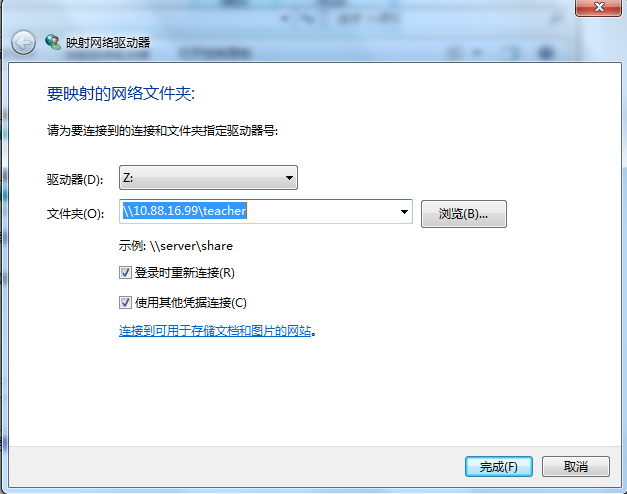 映射网络驱动器
要映射的网络文件夹:
请为要连接到的连接和文件夹指定驱动器号:
驱动器(D): Z:
文件夹(O): \\10.88.16.99\teacher 浏览(B)...
示例: \\server\share
登录时重新连接(R)
使用其他凭据连接(C)
连接到可用于存储文档和图片的网站。
完成(F) 取消